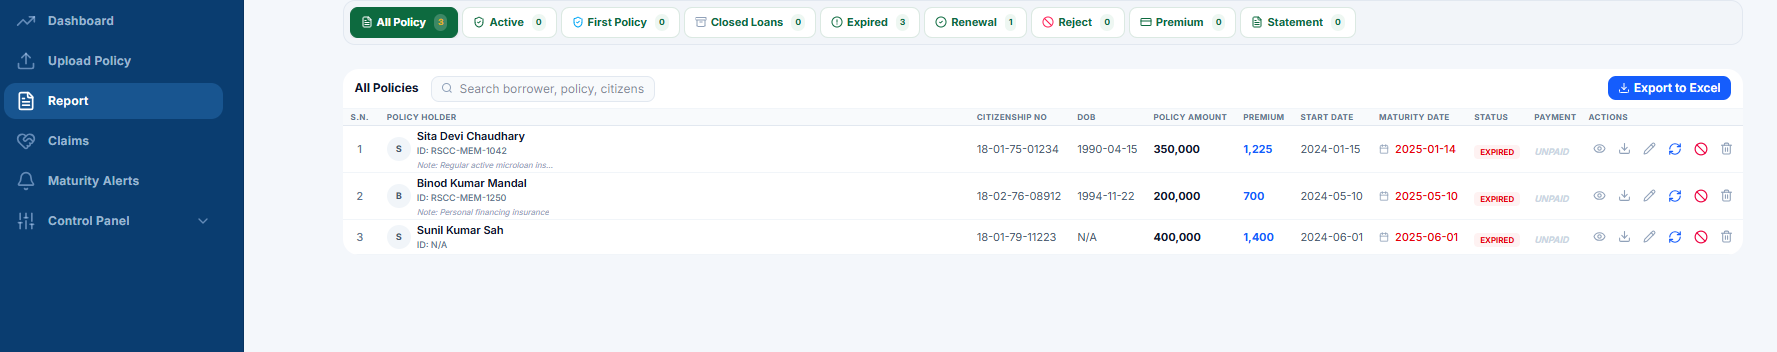 Dashboard
Upload Policy
Report
Claims
Maturity Alerts
Control Panel
All Policy 3 Active 0 First Policy 0 Closed Loans 0 Expired 3 Renewal 1 Reject 0 Premium 0 Statement 0
All Policies Search borrower, policy, citizens Export to Excel
S.N. POLICY HOLDER CITIZENSHIP NO DOB POLICY AMOUNT PREMIUM START DATE MATURITY DATE STATUS PAYMENT ACTIONS
Sita Devi Chaudhary
1 S ID: RSCC-MEM-1042 18-01-75-01234 1990-04-15 350,000 1,225 2024-01-15 2025-01-14 EXPIRED UNPAID
Note: Regular active microloan ins...
Binod Kumar Mandal
2 B ID: RSCC-MEM-1250 18-02-76-08912 1994-11-22 200,000 700 2024-05-10 2025-05-10 EXPIRED UNPAID
Note: Personal financing insurance
Sunil Kumar Sah
3 S ID: N/A 18-01-79-11223 N/A 400,000 1,400 2024-06-01 2025-06-01 EXPIRED UNPAID